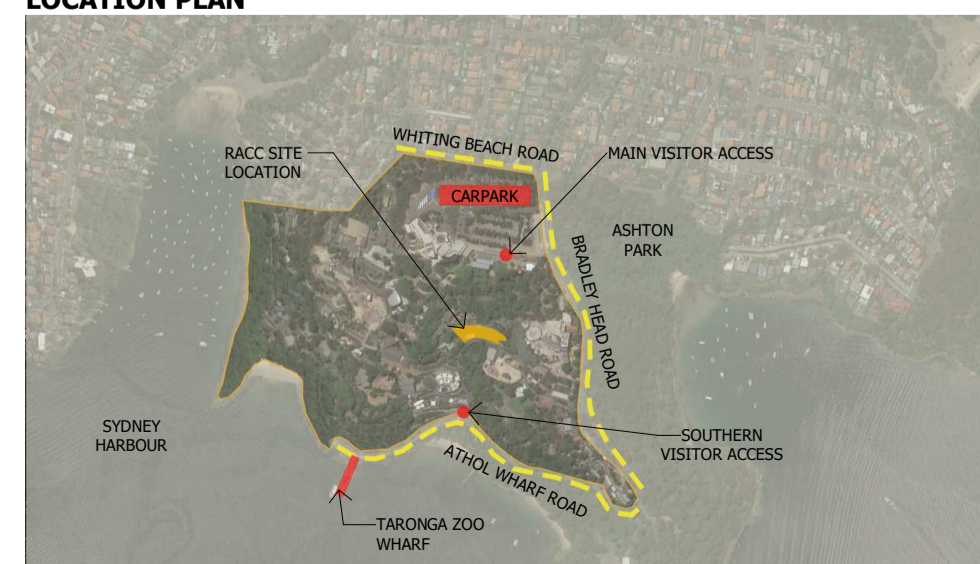 LOCATION PLAN
WHITING BEACH ROAD
RACC SITE
LOCATION
MAIN VISITOR ACCESS
CARPARK
ASHTON
PARK
BRADLEY HEAD ROAD
SYDNEY
HARBOUR
SOUTHERN
VISITOR ACCESS
ATHOL WHARF ROAD
TARONGA ZOO
WHARF